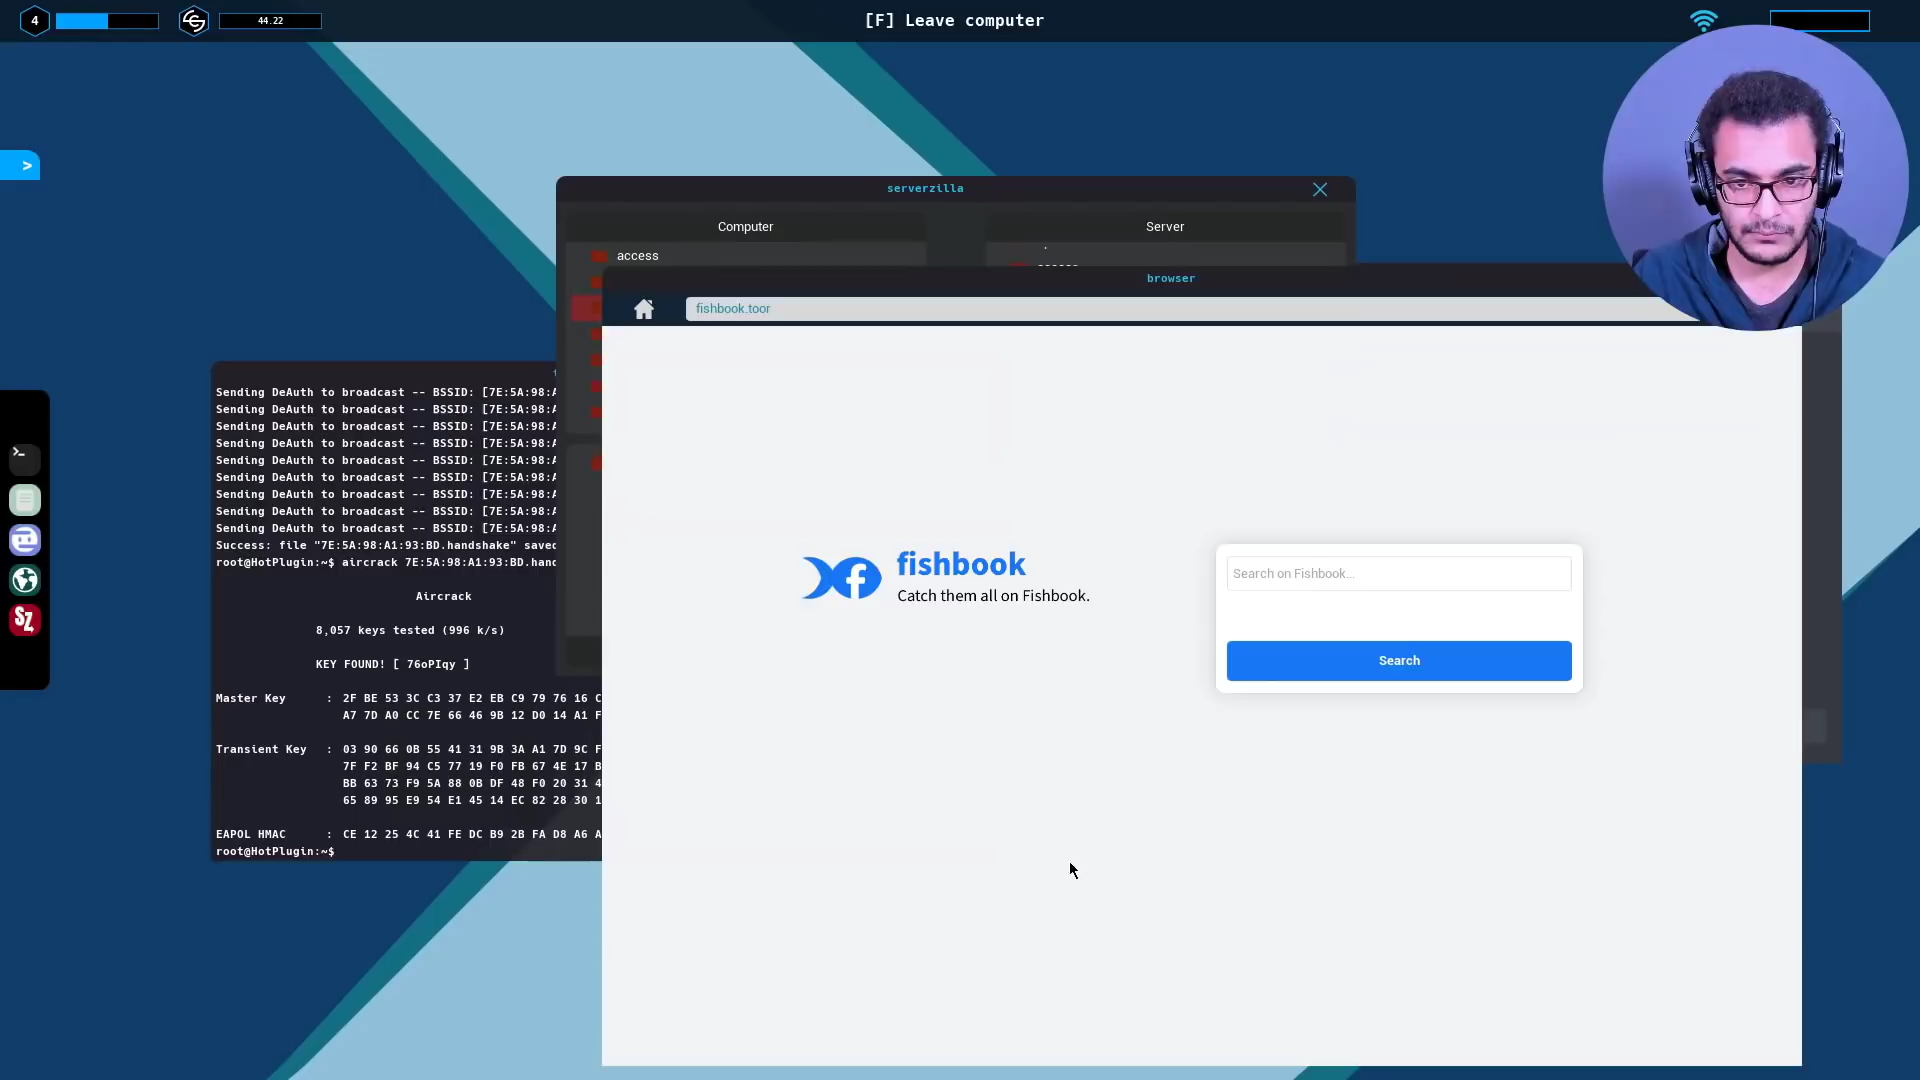 4
44.22
[F] Leave computer
>
serverzilla
Computer
Server
access
browser
fishbook.toor
Sending DeAuth to broadcast -- BSSID: [7E:5A:98:A
Sending DeAuth to broadcast -- BSSID: [7E:5A:98:A
Sending DeAuth to broadcast -- BSSID: [7E:5A:98:A
Sending DeAuth to broadcast -- BSSID: [7E:5A:98:A
Sending DeAuth to broadcast -- BSSID: [7E:5A:98:A
Sending DeAuth to broadcast -- BSSID: [7E:5A:98:A
Sending DeAuth to broadcast -- BSSID: [7E:5A:98:A
Sending DeAuth to broadcast -- BSSID: [7E:5A:98:A
Sending DeAuth to broadcast -- BSSID: [7E:5A:98:A
Success: file "7E:5A:98:A1:93:BD.handshake" saved
root@HotPlugin:~$ aircrack 7E:5A:98:A1:93:BD.hand
Aircrack
8,057 keys tested (996 k/s)
KEY FOUND! [ 76oPIqy ]
Master Key : 2F BE 53 3C C3 37 E2 EB C9 79 76 16 C
A7 7D A0 CC 7E 66 46 9B 12 D0 14 A1 F
Transient Key : 03 90 66 0B 55 41 31 9B 3A A1 7D 9C F
7F F2 BF 94 C5 77 19 F0 FB 67 4E 17 B
BB 63 73 F9 5A 88 0B DF 48 F0 20 31 4
65 89 95 E9 54 E1 45 14 EC 82 28 30 1
EAPOL HMAC : CE 12 25 4C 41 FE DC B9 2B FA D8 A6 A
root@HotPlugin:~$
fishbook
Catch them all on Fishbook.
Search on Fishbook...
Search
SZ